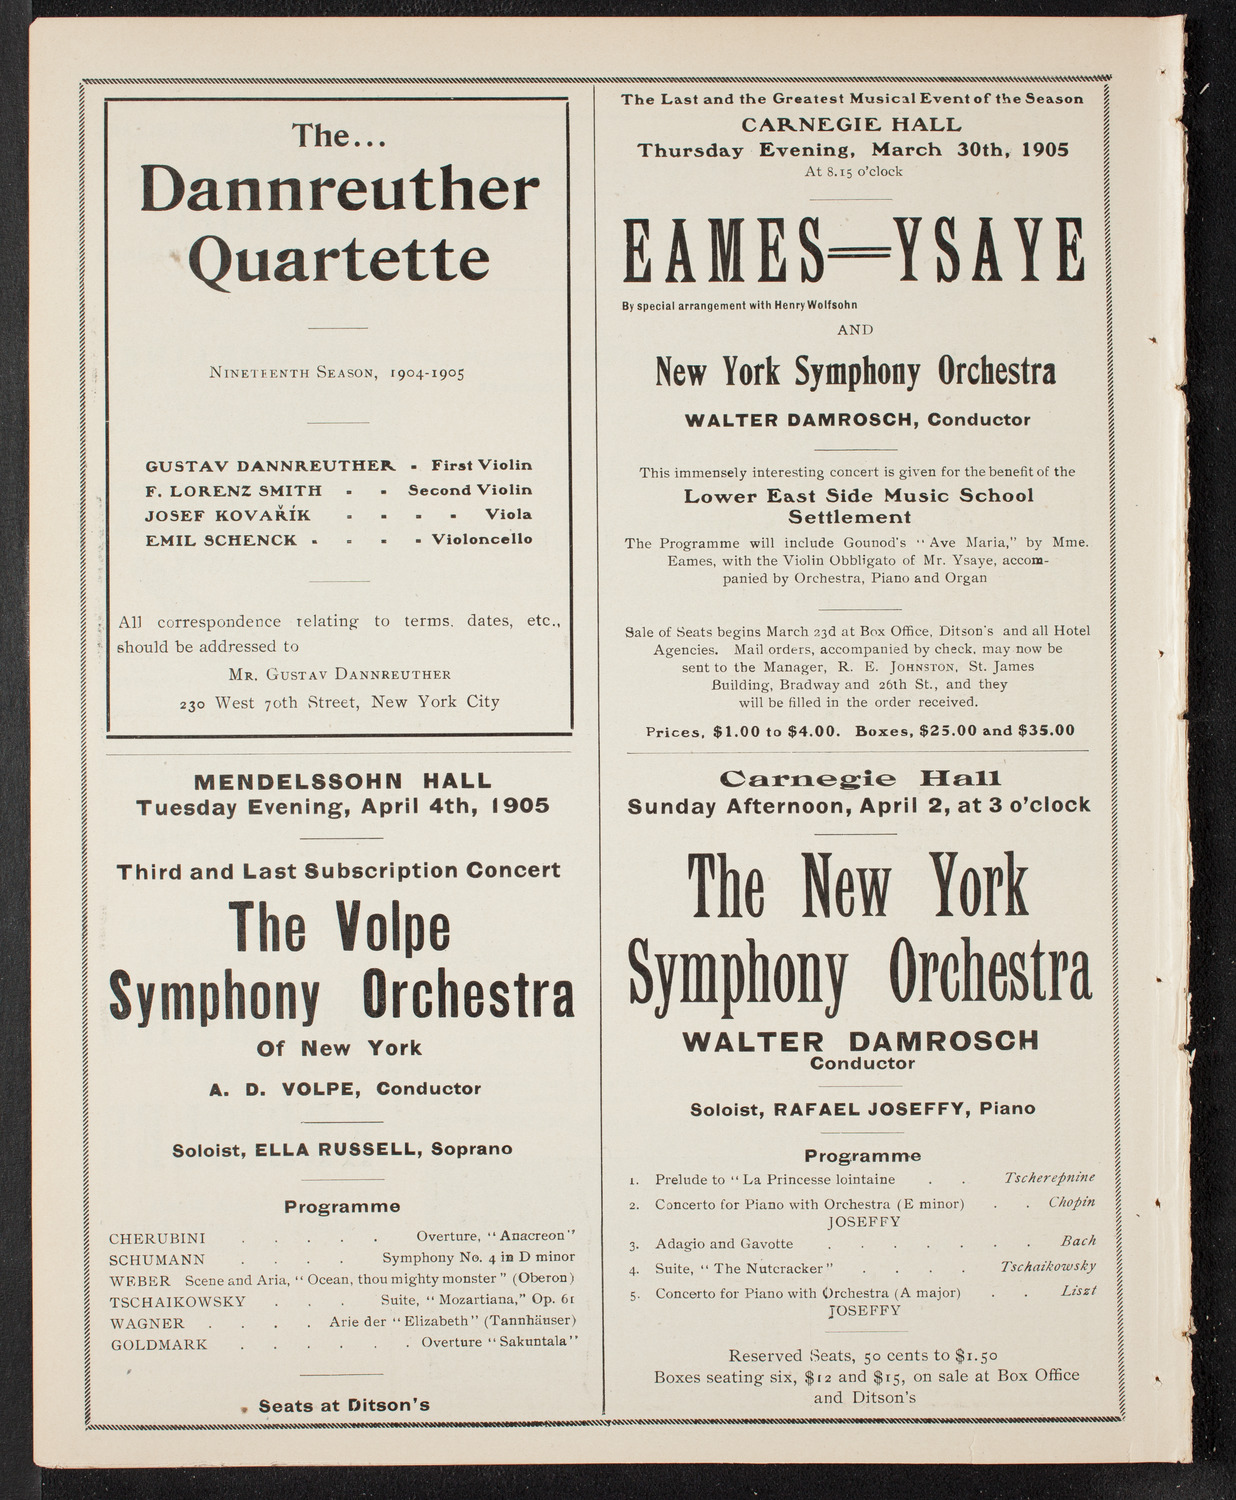 The...
Dannreuther
Quartette
Nineteenth Season, 1904-1905
GUSTAV DANNREUTHER - First Violin
F. LORENZ SMITH - - Second Violin
JOSEF KOVAŘÍK - - - - Viola
EMIL SCHENCK - - - - Violoncello
All correspondence relating to terms. dates, etc.,
should be addressed to
Mr. Gustav Dannreuther
230 West 70th Street, New York City
MENDELSSOHN HALL
Tuesday Evening, April 4th, 1905
Third and Last Subscription Concert
The Volpe
Symphony Orchestra
Of New York
A. D. VOLPE, Conductor
Soloist, ELLA RUSSELL, Soprano
Programme
CHERUBINI . . . . . Overture, "Anacreon"
SCHUMANN . . . . Symphony No. 4 in D minor
WEBER Scene and Aria, "Ocean, thou mighty monster" (Oberon)
TSCHAIKOWSKY . . . Suite, "Mozartiana," Op. 61
WAGNER . . . . Arie der "Elizabeth" (Tannhäuser)
GOLDMARK . . . . . . Overture "Sakuntala"
Seats at Ditson's
The Last and the Greatest Musical Event of the Season
CARNEGIE HALL
Thursday Evening, March 30th, 1905
At 8.15 o'clock
EAMES=YSAYE
By special arrangement with Henry Wolfsohn
AND
New York Symphony Orchestra
WALTER DAMROSCH, Conductor
This immensely interesting concert is given for the benefit of the
Lower East Side Music School
Settlement
The Programme will include Gounod's "Ave Maria," by Mme.
Eames, with the Violin Obbligato of Mr. Ysaye, accom-
panied by Orchestra, Piano and Organ
Sale of Seats begins March 23d at Box Office, Ditson's and all Hotel
Agencies. Mail orders, accompanied by check, may now be
sent to the Manager, R. E. Johnston, St. James
Building, Bradway and 26th St., and they
will be filled in the order received.
Prices, $1.00 to $4.00. Boxes, $25.00 and $35.00
Carnegie Hall
Sunday Afternoon, April 2, at 3 o'clock
The New York
Symphony Orchestra
WALTER DAMROSCH
Conductor
Soloist, RAFAEL JOSEFFY, Piano
Programme
1. Prelude to "La Princesse lointaine . . Tscherepnine
2. Concerto for Piano with Orchestra (E minor) . . Chopin
JOSEFFY
3. Adagio and Gavotte . . . . . . . Bach
4. Suite, "The Nutcracker" . . . . Tschaikowsky
5. Concerto for Piano with Orchestra (A major) . . Liszt
JOSEFFY
Reserved Seats, 50 cents to $1.50
Boxes seating six, $12 and $15, on sale at Box Office
and Ditson's